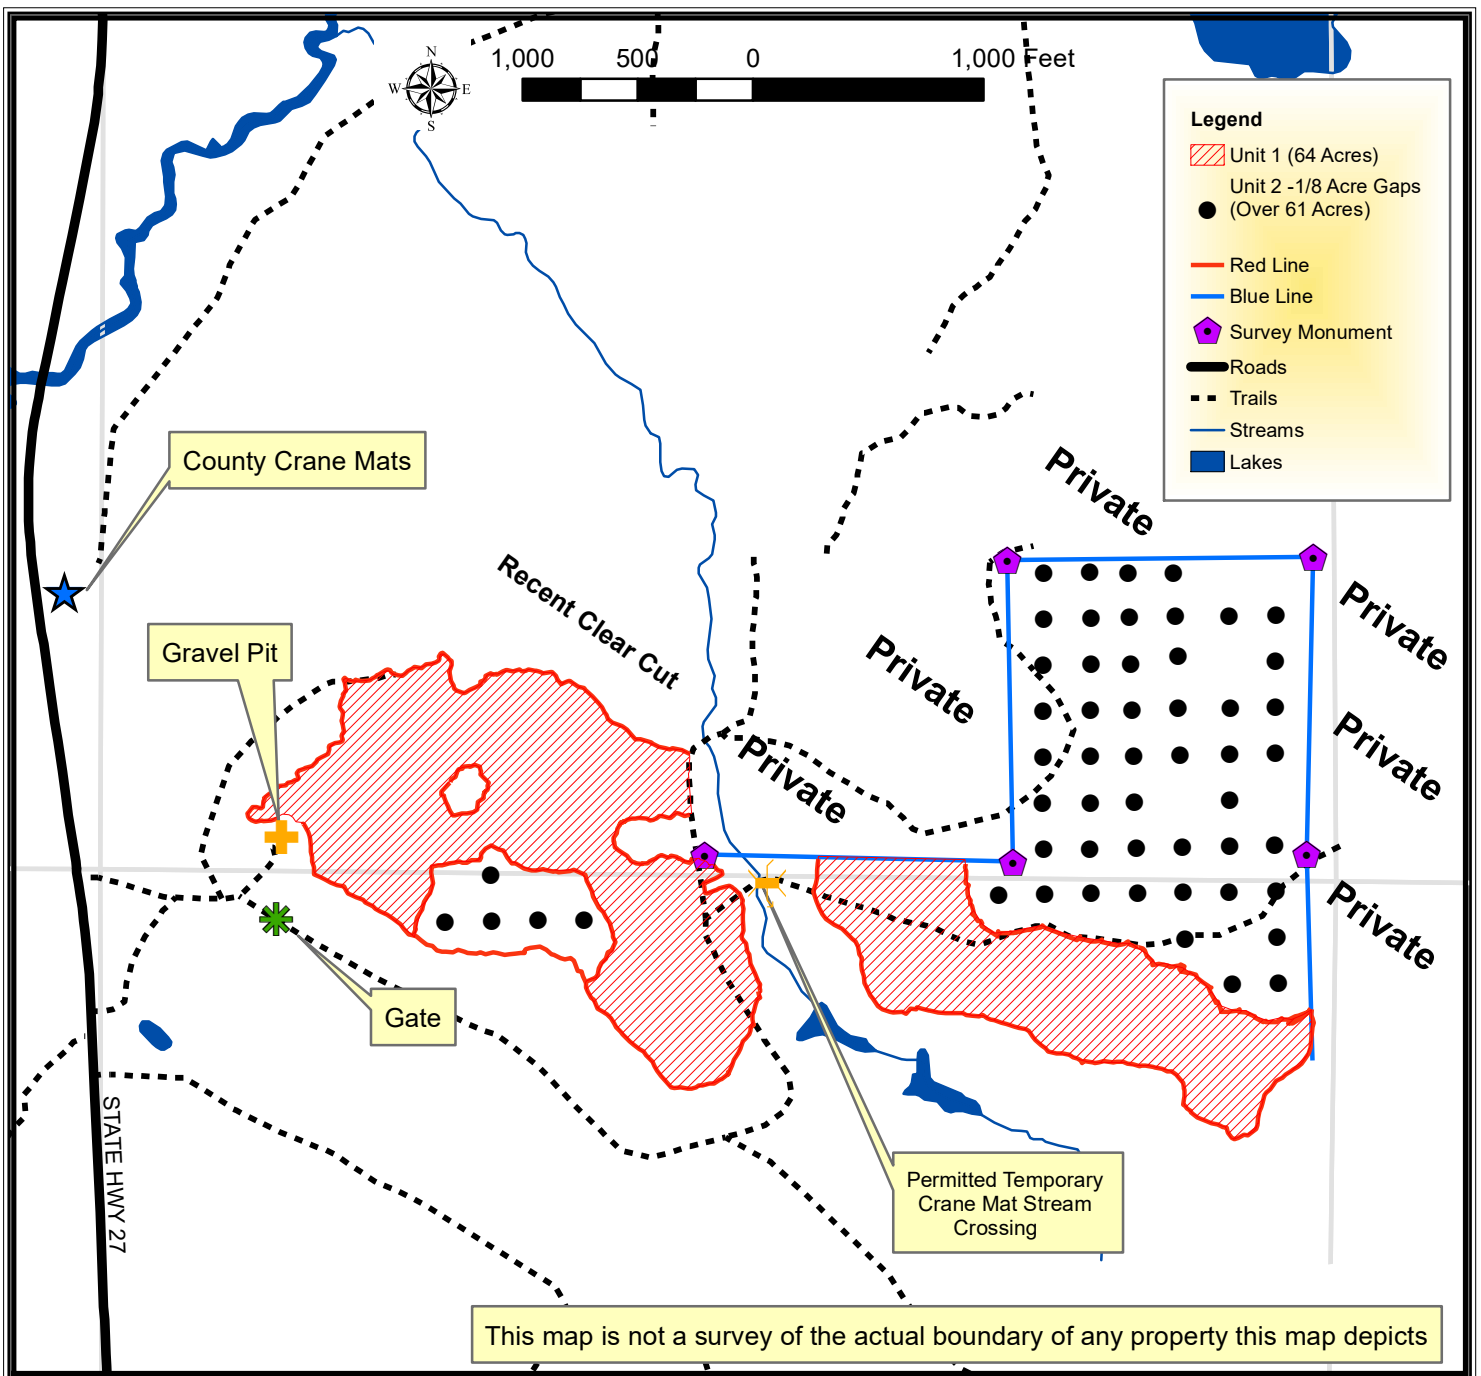 N
W E
S
1,000 500 0 1,000 Feet
Legend
Unit 1 (64 Acres)
Unit 2 -1/8 Acre Gaps
(Over 61 Acres)
Red Line
Blue Line
Survey Monument
Roads
Trails
Streams
Lakes
County Crane Mats
Private
Recent Clear Cut
Private
Gravel Pit
Private
Private
Private
Private
Gate
STATE HWY 27
Permitted Temporary
Crane Mat Stream
Crossing
This map is not a survey of the actual boundary of any property this map depicts